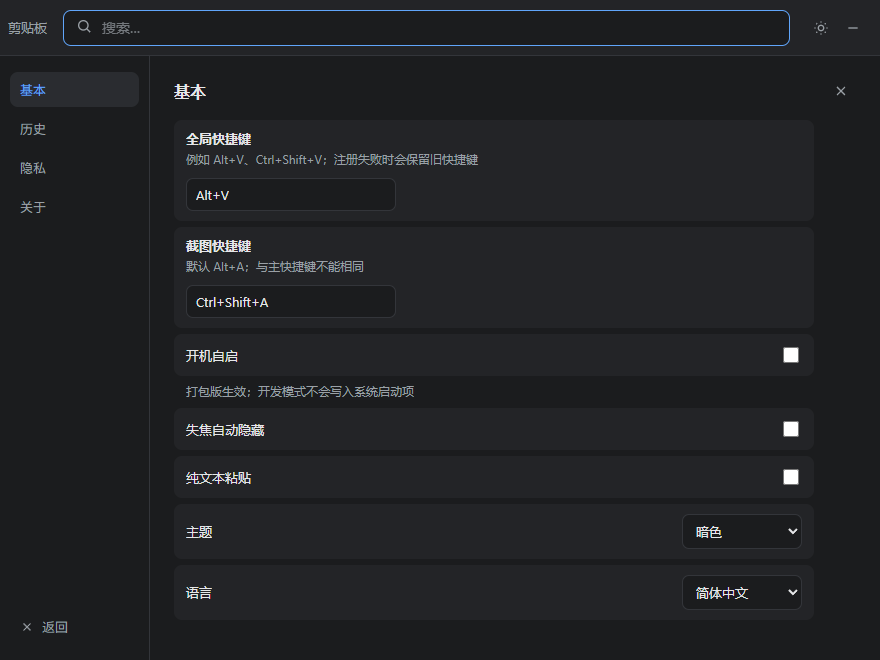 剪贴板
搜索...
基本
历史
隐私
关于
返回
基本
全局快捷键
例如 Alt+V、Ctrl+Shift+V；注册失败时会保留旧快捷键
Alt+V
截图快捷键
默认 Alt+A；与主快捷键不能相同
Ctrl+Shift+A
开机自启
打包版生效；开发模式不会写入系统启动项
失焦自动隐藏
纯文本粘贴
主题
暗色
语言
简体中文